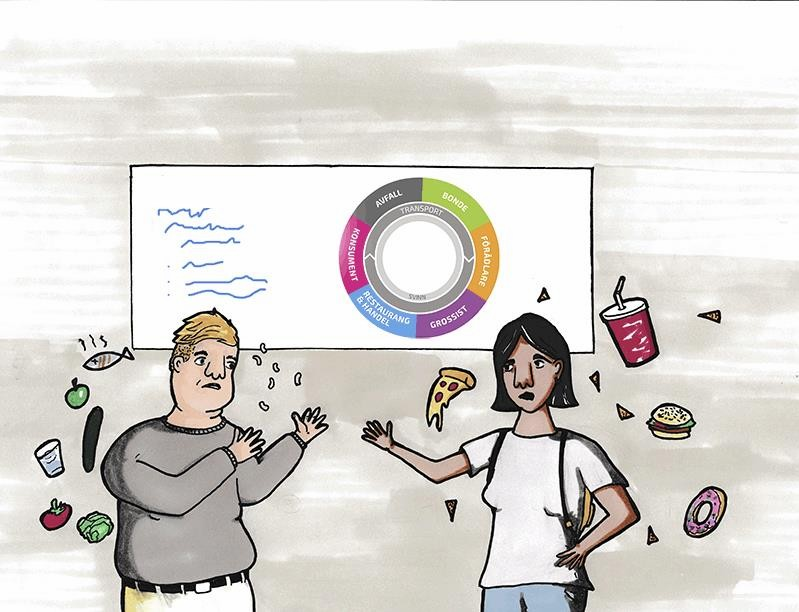 AVFALL
BONDE
TRANSPORT
KONSUMENT
FÖRÄDLARE
SVINN
RESTAURANG
& HANDEL
GROSSIST